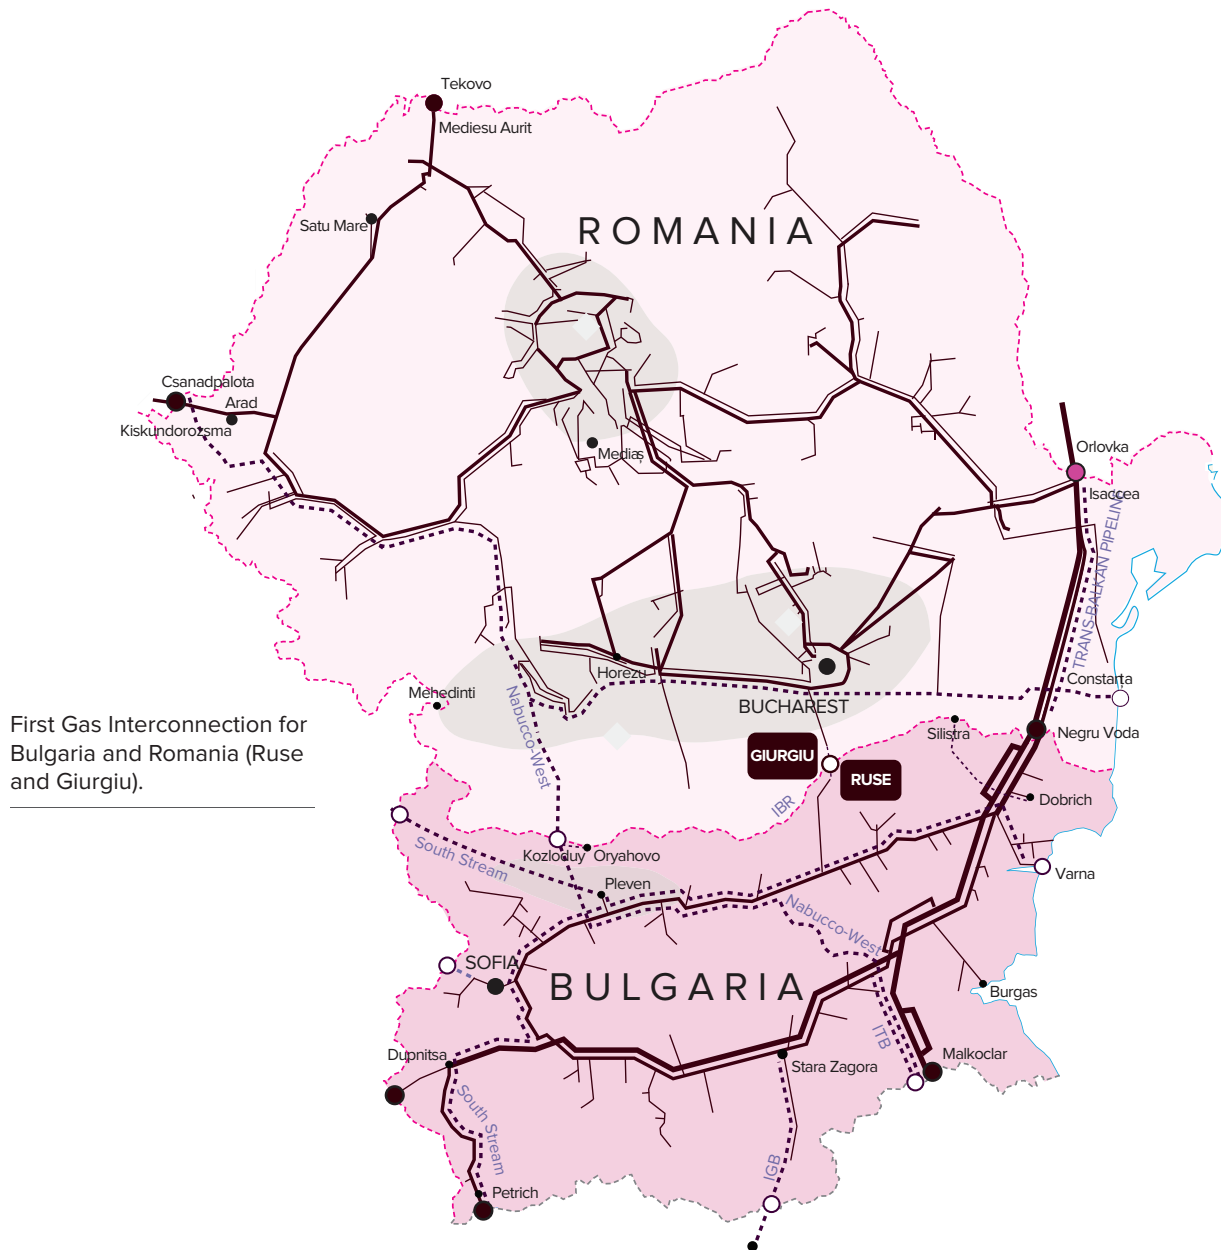 Tekovo
Mediesu Aurit
Satu Mare
ROMANIA
Csanadpalota
Arad
Kiskundorozsma
Medias
Orlovka
Isaccea
TRANS-BALKAN PIPELINE
Horezu
Mehedinti
Nabucco-West
BUCHAREST
Constanta
Silistra
Negru Voda
First Gas Interconnection for
Bulgaria and Romania (Ruse
and Giurgiu).
GIURGIU
RUSE
IBR
Dobrich
South Stream
Kozloduy
Oryahovo
Pleven
Varna
Nabucco-West
SOFIA
BULGARIA
Burgas
ITB
Dupnitsa
Stara Zagora
Malkoclar
South Stream
IGB
Petrich